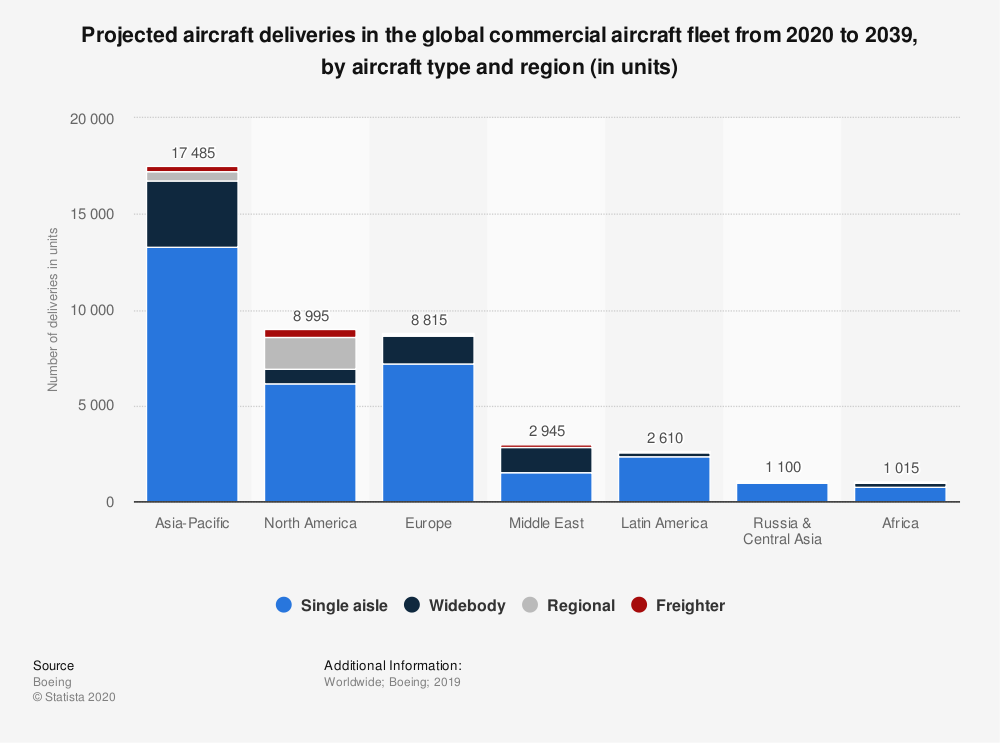 Projected aircraft deliveries in the global commercial aircraft fleet from 2020 to 2039,
by aircraft type and region (in units)
Number of deliveries in units
20 000
15 000
10 000
5 000
0
17 485
8 995
8 815
2 945
2 610
1 100
1 015
Asia-Pacific
North America
Europe
Middle East
Latin America
Russia &
Central Asia
Africa
Single aisle
Widebody
Regional
Freighter
Source
Boeing
© Statista 2020
Additional Information:
Worldwide; Boeing; 2019